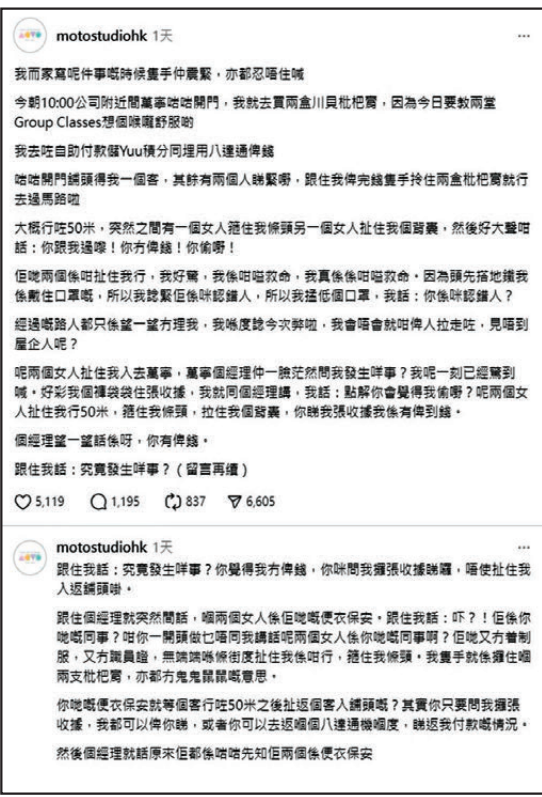 motostudiohk 1天
我而家寫呢件事嘅時候隻手仲震緊，亦都忍唔住喊
今朝10:00公司附近間萬寧啱啱開門，我就去買兩盒川貝枇杷膏，因為今日要教兩堂
Group Classes想個喉嚨舒服啲
我去咗自助付款儲Yuu積分同埋用八達通俾錢
啱啱開門舖頭得我一個客，其餘有兩個人睇緊嘢，跟住我俾完錢隻手拎住兩盒枇杷膏就行
去過馬路啦
大概行咗50米，突然之間有一個女人箍住我條頸另一個女人扯住我個背囊，然後好大聲咁
話：你跟我過嚟！你冇俾錢！你偷嘢！
佢哋兩個係咁扯住我行，我好驚，我係咁嗌救命，我真係係咁嗌救命。因為頭先搭地鐵我
係戴住口罩嘅，所以我諗緊佢係咪認錯人，所以我搵低個口罩，我話：你係咪認錯人？
經過嘅路人都只係望一望冇理我，我喺度諗今次弊啦，我會唔會就咁俾人拉走咗，見唔到
屋企人呢？
呢兩個女人扯住我入去萬寧，萬寧個經理仲一臉茫然問我發生咩事？我呢一刻已經驚到
喊。好彩我個褲袋袋住張收據，我就同個經理講，我話：點解你會覺得我偷嘢？呢兩個女
人扯住我行50米，箍住我條頸，拉住我個背囊，你睇我張收據我係有俾到錢。
個經理望一望話係呀，你有俾錢。
跟住我話：究竟發生咩事？（留言再續）
5,119 1,195 837 6,605
motostudiohk 1天
跟住我話：究竟發生咩事？你覺得我冇俾錢，你咪問我攞張收據睇囉，唔使扯住我
入返舖頭啩。
跟住個經理就突然間話，嗰兩個女人係佢哋嘅便衣保安。跟住我話：吓？！佢係你
哋嘅同事？咁你一開頭做乜唔同我講話呢兩個女人係你哋嘅同事啊？佢哋又冇着制
服，又冇職員證，無端端喺條街度扯住我係咁行，箍住我條頸。我隻手就係攞住嗰
兩支枇杷膏，亦都冇鬼鬼鼠鼠嘅意思。
你哋嘅便衣保安就等個客行咗50米之後扯返個客人舖頭嘅？其實你只要問我攞張
收據，我都可以俾你睇，或者你可以去返嗰個八達通機嗰度，睇返我付款嘅情況。
然後個經理就話原來佢都係啱啱先知佢兩個係便衣保安